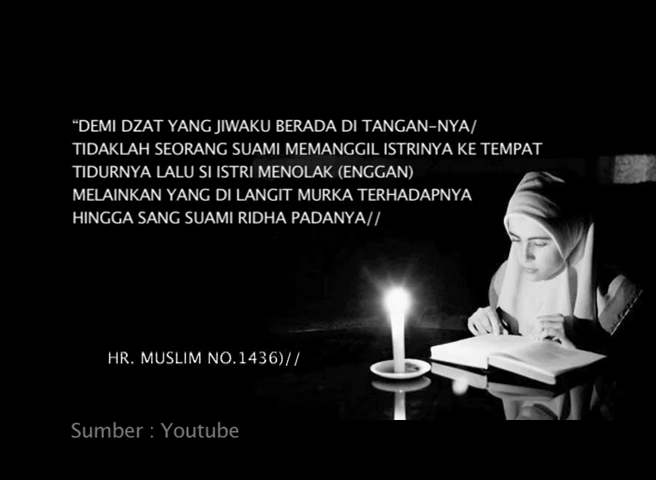 “DEMI DZAT YANG JIWAKU BERADA DI TANGAN-NYA/
TIDAKLAH SEORANG SUAMI MEMANGGIL ISTRINYA KE TEMPAT
TIDURNYA LALU SI ISTRI MENOLAK (ENGGAN)
MELAINKAN YANG DI LANGIT MURKA TERHADAPNYA
HINGGA SANG SUAMI RIDHA PADANYA//
HR. MUSLIM NO.1436)//
Sumber : Youtube